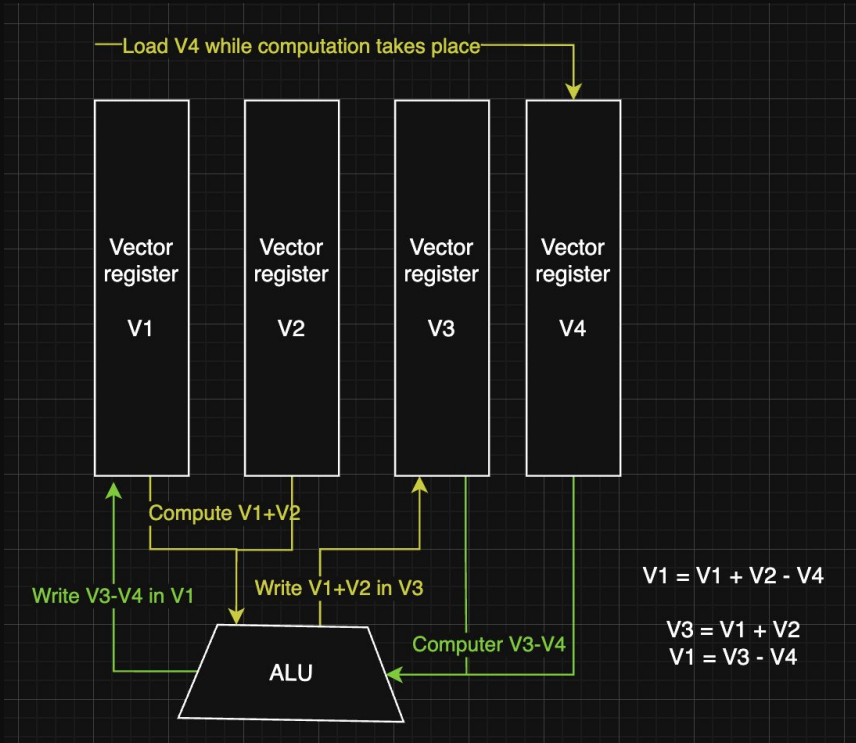 Load V4 while computation takes place
Vector
register
V1
Vector
register
V2
Vector
register
V3
Vector
register
V4
Compute V1+V2
Write V1+V2 in V3
Write V3-V4 in V1
Computer V3-V4
ALU
V1 = V1 + V2 - V4
V3 = V1 + V2
V1 = V3 - V4